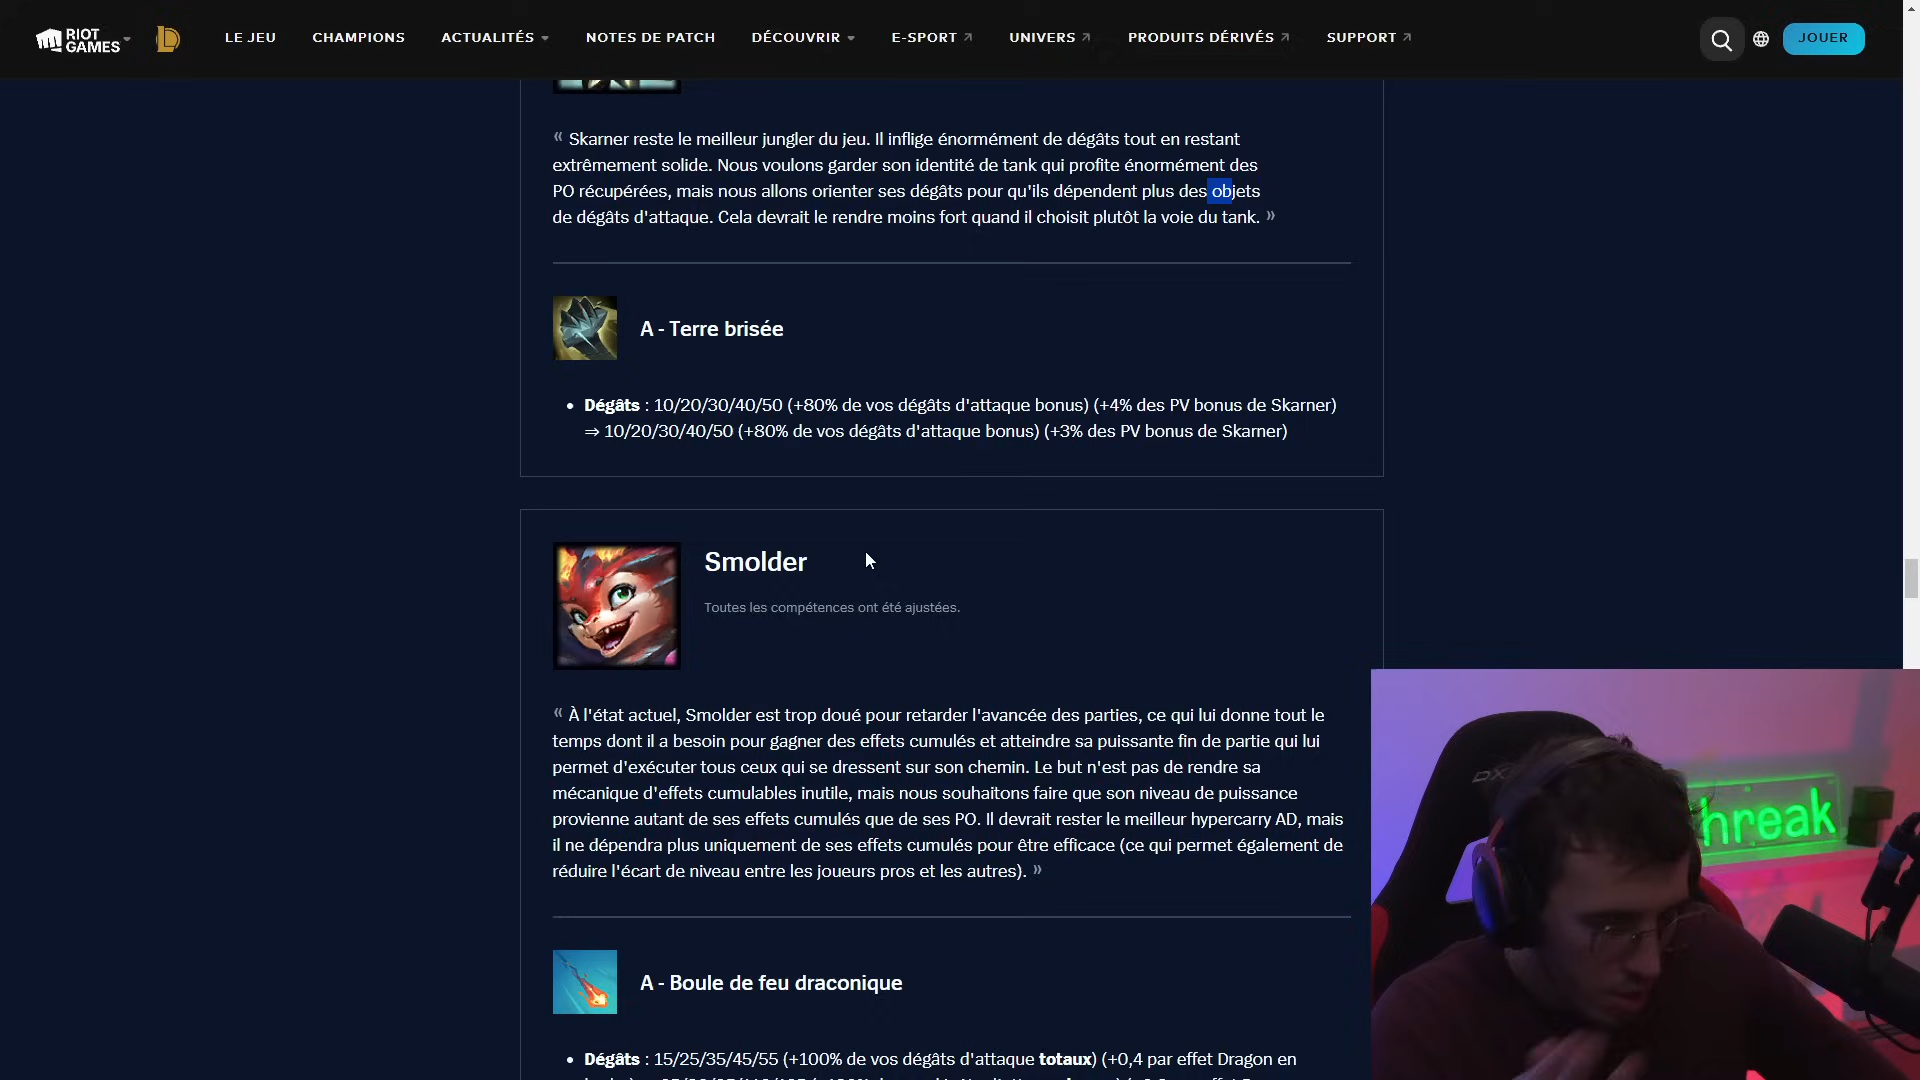 RIOT GAMES
LE JEU CHAMPIONS ACTUALITÉS NOTES DE PATCH DÉCOUVRIR E-SPORT UNIVERS PRODUITS DÉRIVÉS SUPPORT JOUER
« Skarner reste le meilleur jungler du jeu. Il inflige énormément de dégâts tout en restant
extrêmement solide. Nous voulons garder son identité de tank qui profite énormément des
PO récupérées, mais nous allons orienter ses dégâts pour qu'ils dépendent plus des objets
de dégâts d'attaque. Cela devrait le rendre moins fort quand il choisit plutôt la voie du tank. »
A - Terre brisée
• Dégâts : 10/20/30/40/50 (+80% de vos dégâts d'attaque bonus) (+4% des PV bonus de Skarner)
⇒ 10/20/30/40/50 (+80% de vos dégâts d'attaque bonus) (+3% des PV bonus de Skarner)
Smolder
Toutes les compétences ont été ajustées.
« À l'état actuel, Smolder est trop doué pour retarder l'avancée des parties, ce qui lui donne tout le
temps dont il a besoin pour gagner des effets cumulés et atteindre sa puissante fin de partie qui lui
permet d'exécuter tous ceux qui se dressent sur son chemin. Le but n'est pas de rendre sa
mécanique d'effets cumulables inutile, mais nous souhaitons faire que son niveau de puissance
provienne autant de ses effets cumulés que de ses PO. Il devrait rester le meilleur hypercarry AD, mais
il ne dépendra plus uniquement de ses effets cumulés pour être efficace (ce qui permet également de
réduire l'écart de niveau entre les joueurs pros et les autres). »
A - Boule de feu draconique
• Dégâts : 15/25/35/45/55 (+100% de vos dégâts d'attaque totaux) (+0,4 par effet Dragon en
hreak